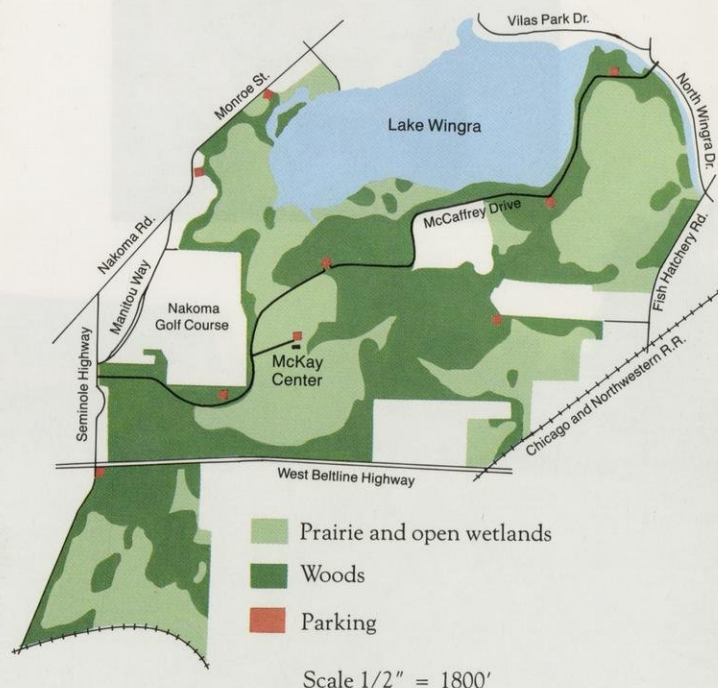 Vilas Park Dr.
Monroe St.
North Wingra Dr.
Lake Wingra
McCaffrey Drive
Nakoma Rd.
Manitou Way
Fish Hatchery Rd.
Nakoma
Golf Course
Seminole Highway
McKay
Center
Chicago and Northwestern R.R.
West Beltline Highway
Prairie and open wetlands
Woods
Parking
Scale 1/2" = 1800'